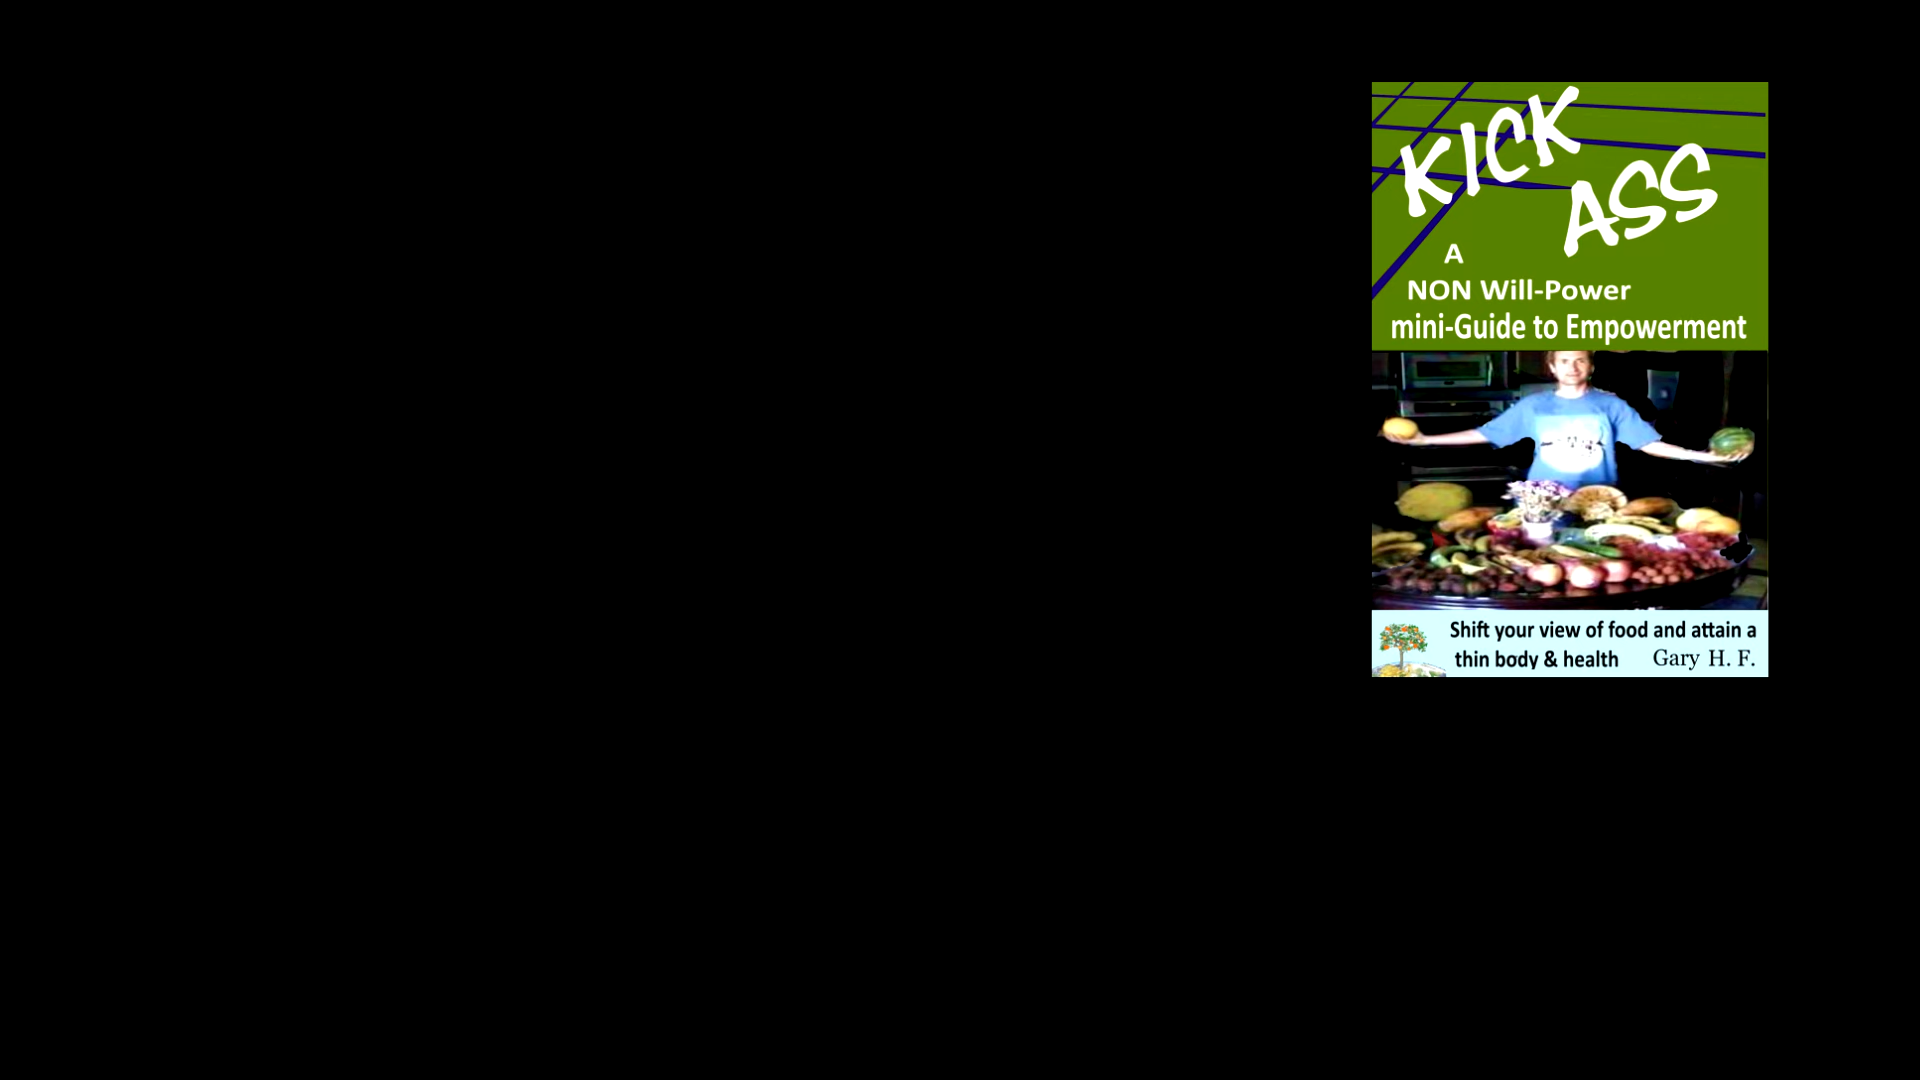 KICK
ASS
A
NON Will-Power
mini-Guide to Empowerment
Shift your view of food and attain a
thin body & health Gary H. F.